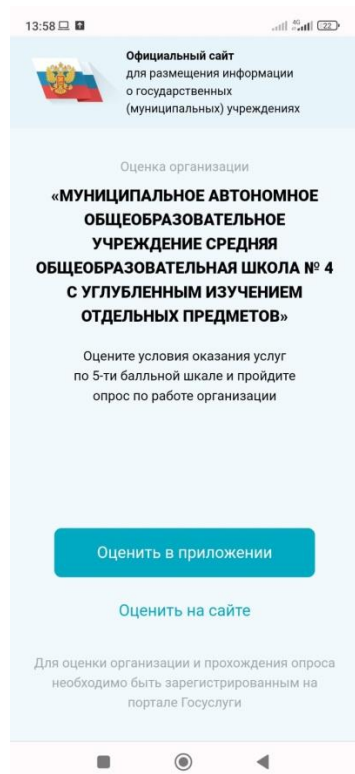 13:58
4G
22
Официальный сайт
для размещения информации
о государственных
(муниципальных) учреждениях
Оценка организации
«МУНИЦИПАЛЬНОЕ АВТОНОМНОЕ
ОБЩЕОБРАЗОВАТЕЛЬНОЕ
УЧРЕЖДЕНИЕ СРЕДНЯЯ
ОБЩЕОБРАЗОВАТЕЛЬНАЯ ШКОЛА № 4
С УГЛУБЛЕННЫМ ИЗУЧЕНИЕМ
ОТДЕЛЬНЫХ ПРЕДМЕТОВ»
Оцените условия оказания услуг
по 5-ти балльной шкале и пройдите
опрос по работе организации
Оценить в приложении
Оценить на сайте
Для оценки организации и прохождения опроса
необходимо быть зарегистрированным на
портале Госуслуги